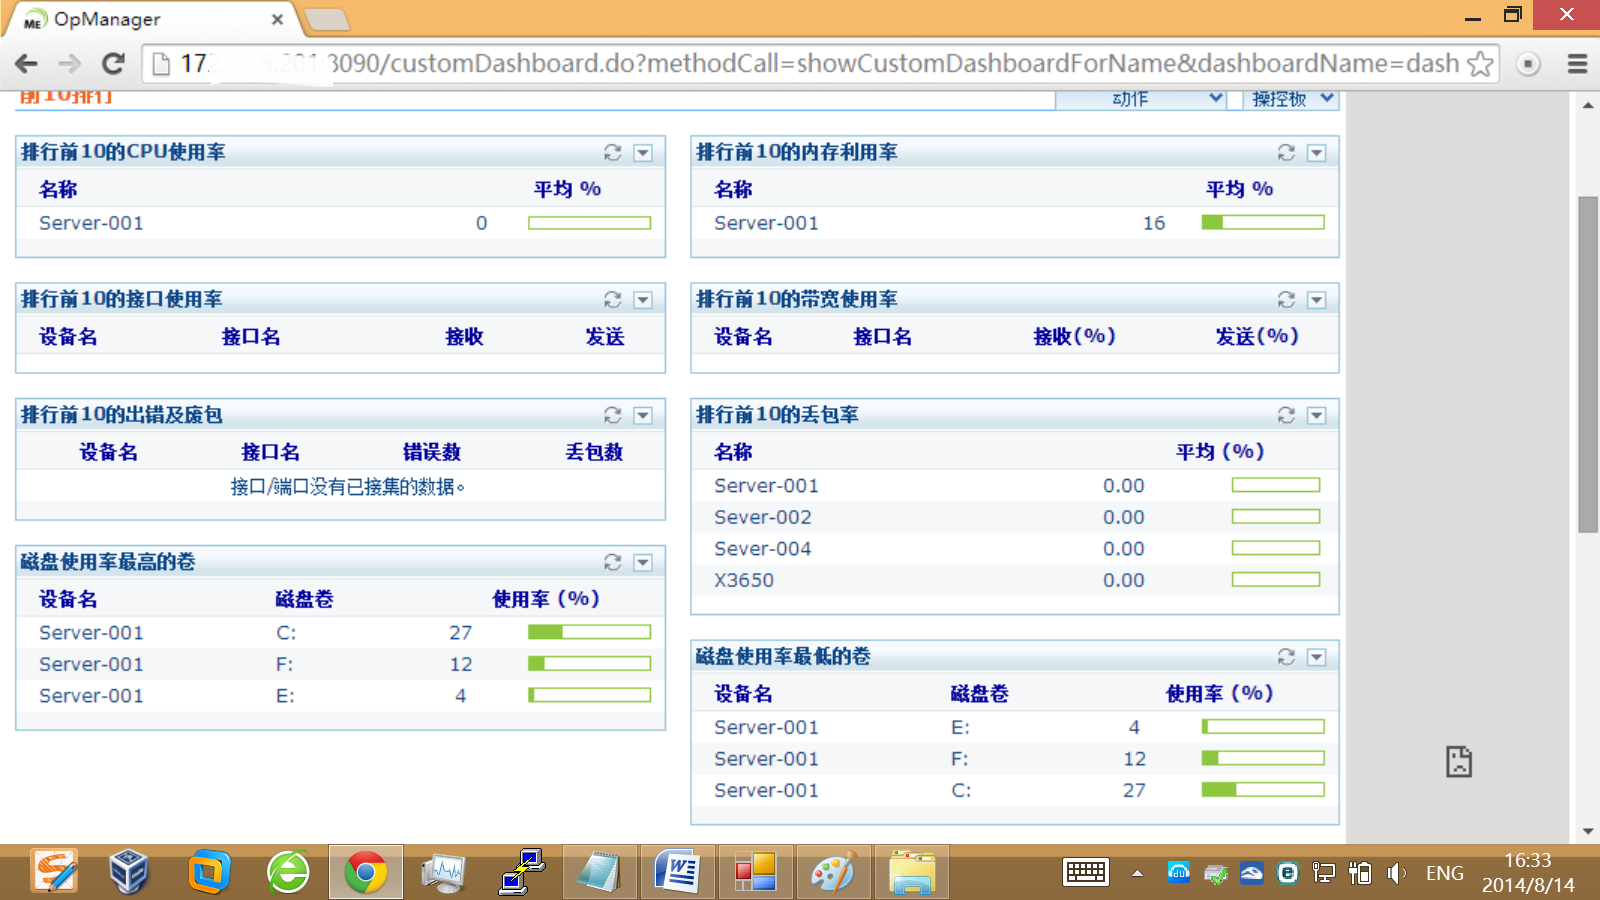 OpManager
8090/customDashboard.do?methodCall=showCustomDashboardForName&dashboardName=dash
前10排行
动作
操控板
排行前10的CPU使用率
名称 平均 %
Server-001 0
排行前10的内存利用率
名称 平均 %
Server-001 16
排行前10的接口使用率
设备名 接口名 接收 发送
排行前10的带宽使用率
设备名 接口名 接收(%) 发送(%)
排行前10的出错及废包
设备名 接口名 错误数 丢包数
接口/端口没有已接集的数据。
排行前10的丢包率
名称 平均 (%)
Server-001 0.00
Sever-002 0.00
Sever-004 0.00
X3650 0.00
磁盘使用率最高的卷
设备名 磁盘卷 使用率 (%)
Server-001 C: 27
Server-001 F: 12
Server-001 E: 4
磁盘使用率最低的卷
设备名 磁盘卷 使用率 (%)
Server-001 E: 4
Server-001 F: 12
Server-001 C: 27
ENG
16:33
2014/8/14